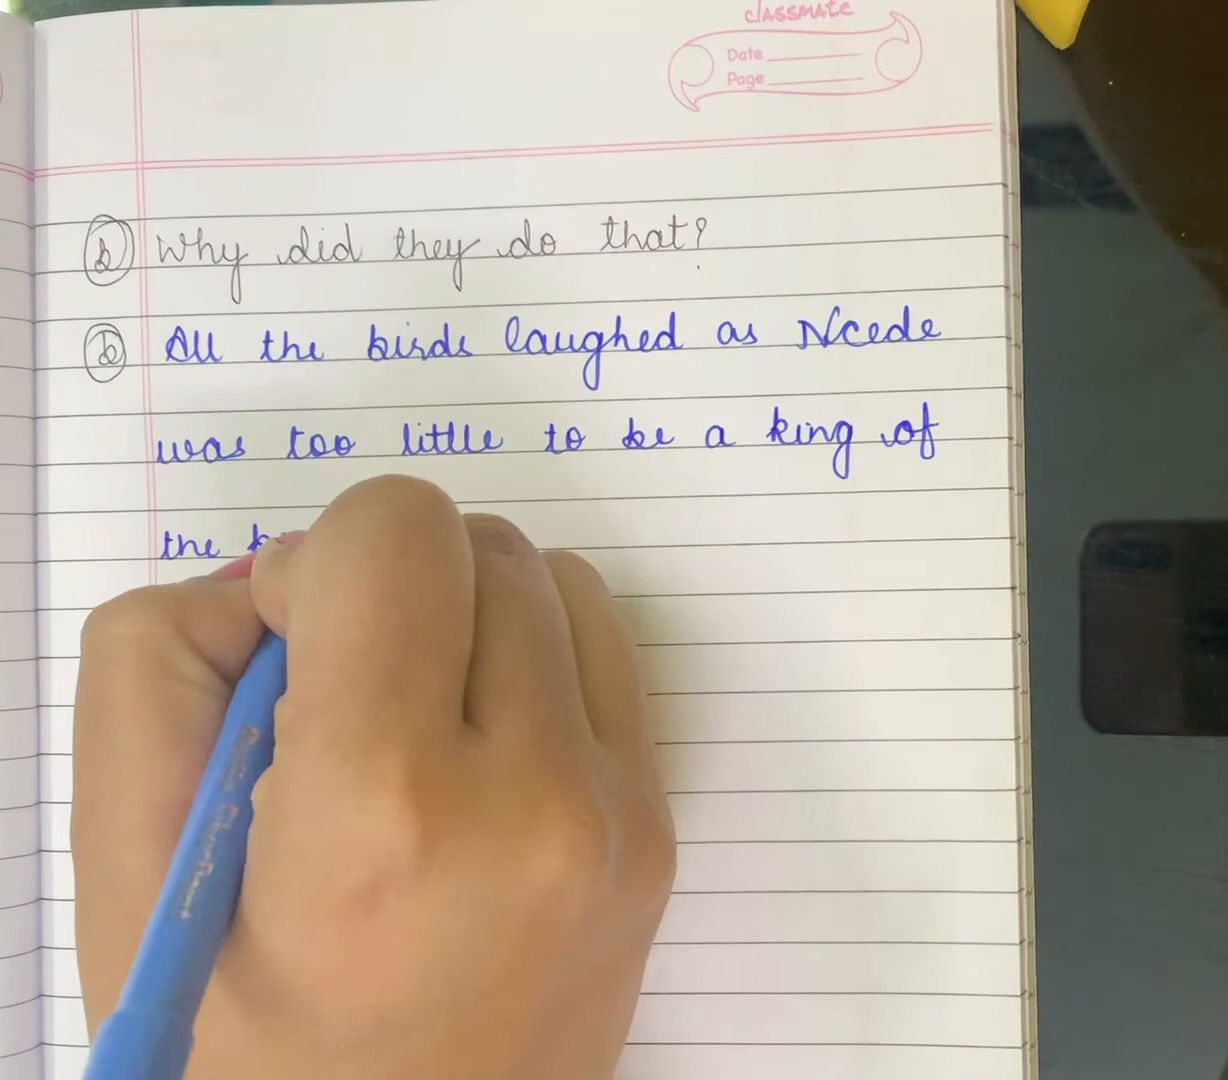 classmate
Date
Page
(b) Why did they do that?
(b) All the birds laughed as Ncede
was too little to be a king of
the